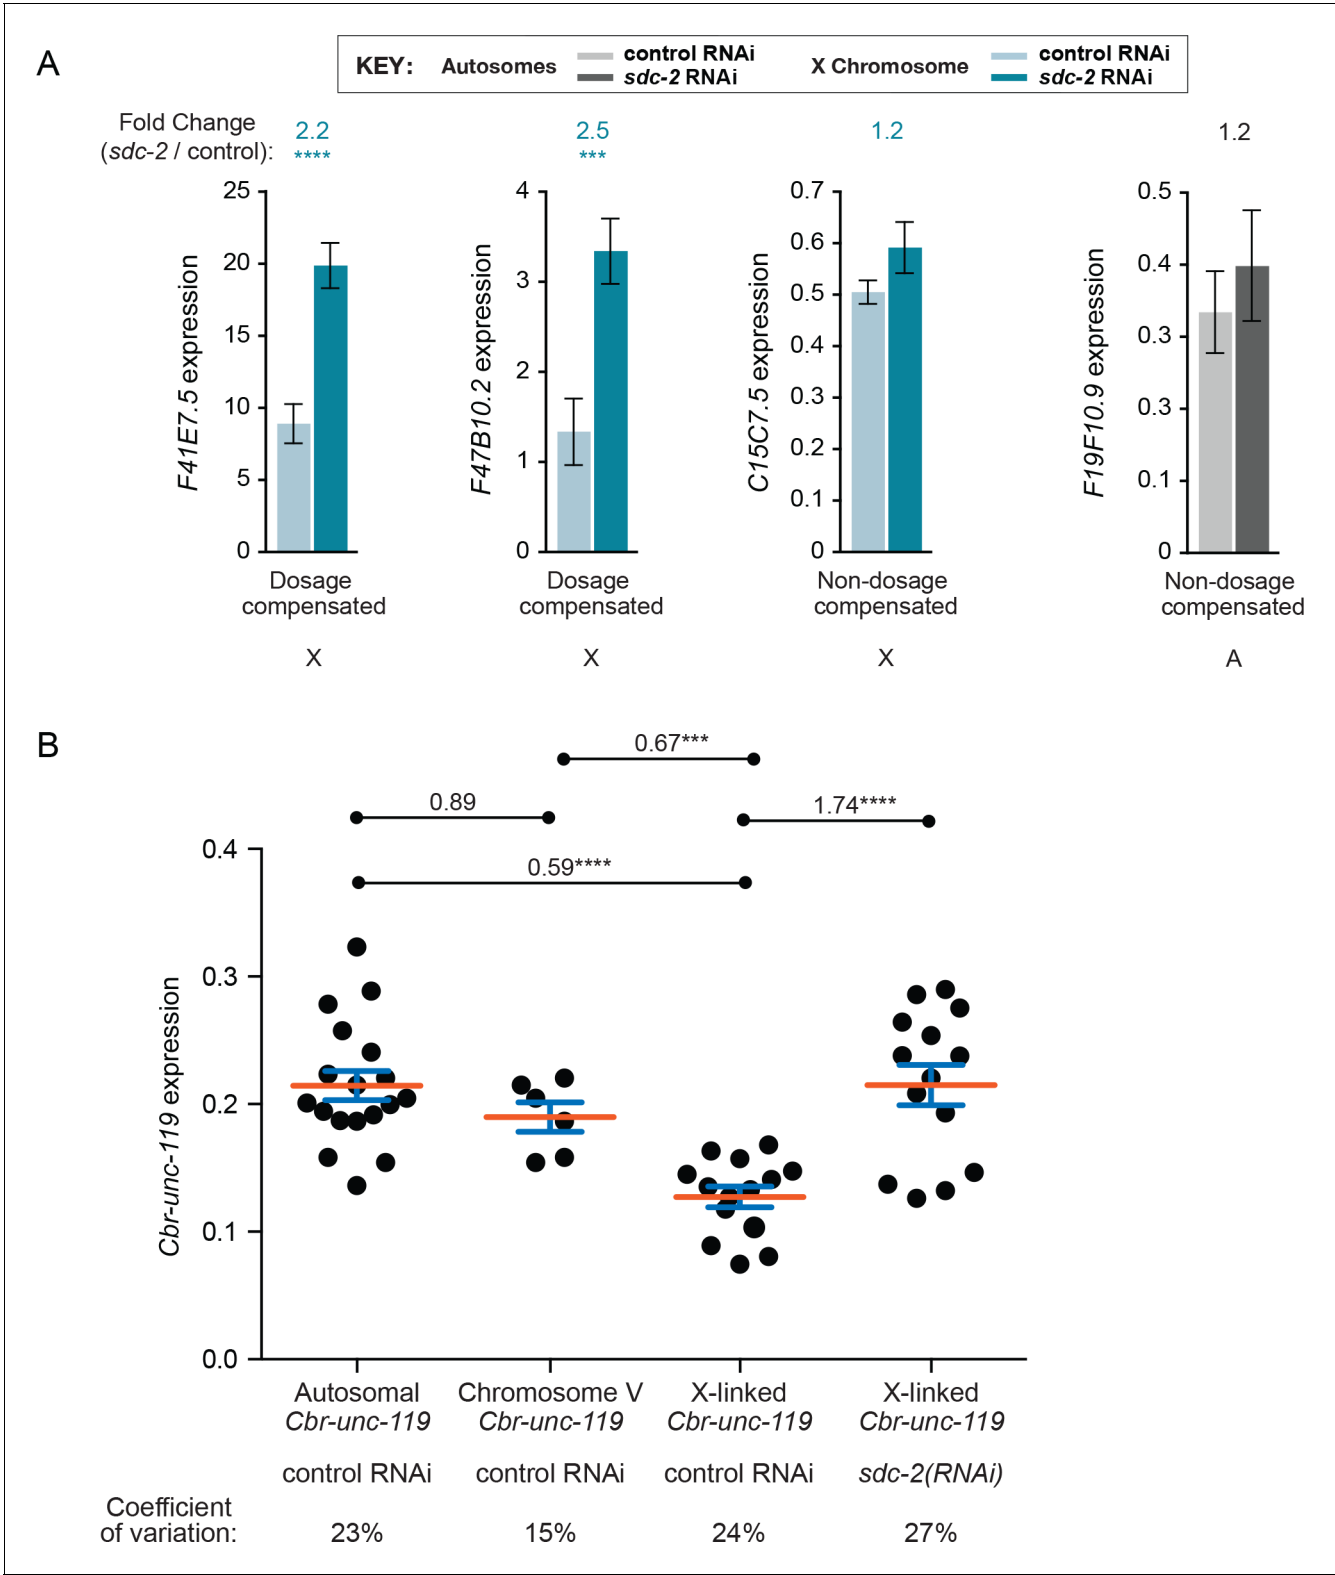 A
KEY: Autosomes control RNAi X Chromosome control RNAi
sdc-2 RNAi sdc-2 RNAi
Fold Change
(sdc-2 / control):
2.2 2.5 1.2 1.2
**** ***
25
20
15
10
5
0
F41E7.5 expression
Dosage
compensated
X
4
3
2
1
0
F47B10.2 expression
Dosage
compensated
X
0.7
0.6
0.5
0.4
0.3
0.2
0.1
0
C15C7.5 expression
Non-dosage
compensated
X
0.5
0.4
0.3
0.3
0.1
0
F19F10.9 expression
Non-dosage
compensated
A
B
0.67***
0.89
1.74****
0.59****
0.4
0.3
0.2
0.1
0.0
Cbr-unc-119 expression
Autosomal Chromosome V X-linked X-linked
Cbr-unc-119 Cbr-unc-119 Cbr-unc-119 Cbr-unc-119
control RNAi control RNAi control RNAi sdc-2(RNAi)
Coefficient
of variation: 23% 15% 24% 27%